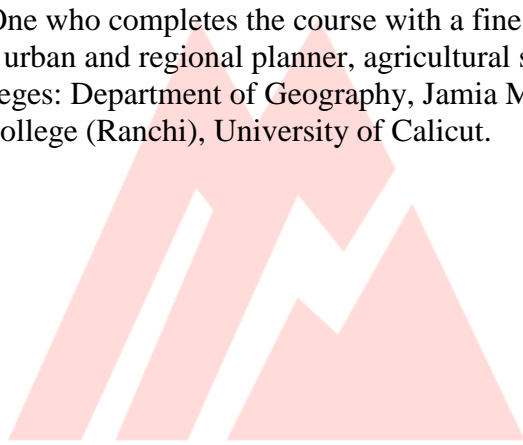 One who completes the course with a fine
urban and regional planner, agricultural s
eges: Department of Geography, Jamia M
ollege (Ranchi), University of Calicut.